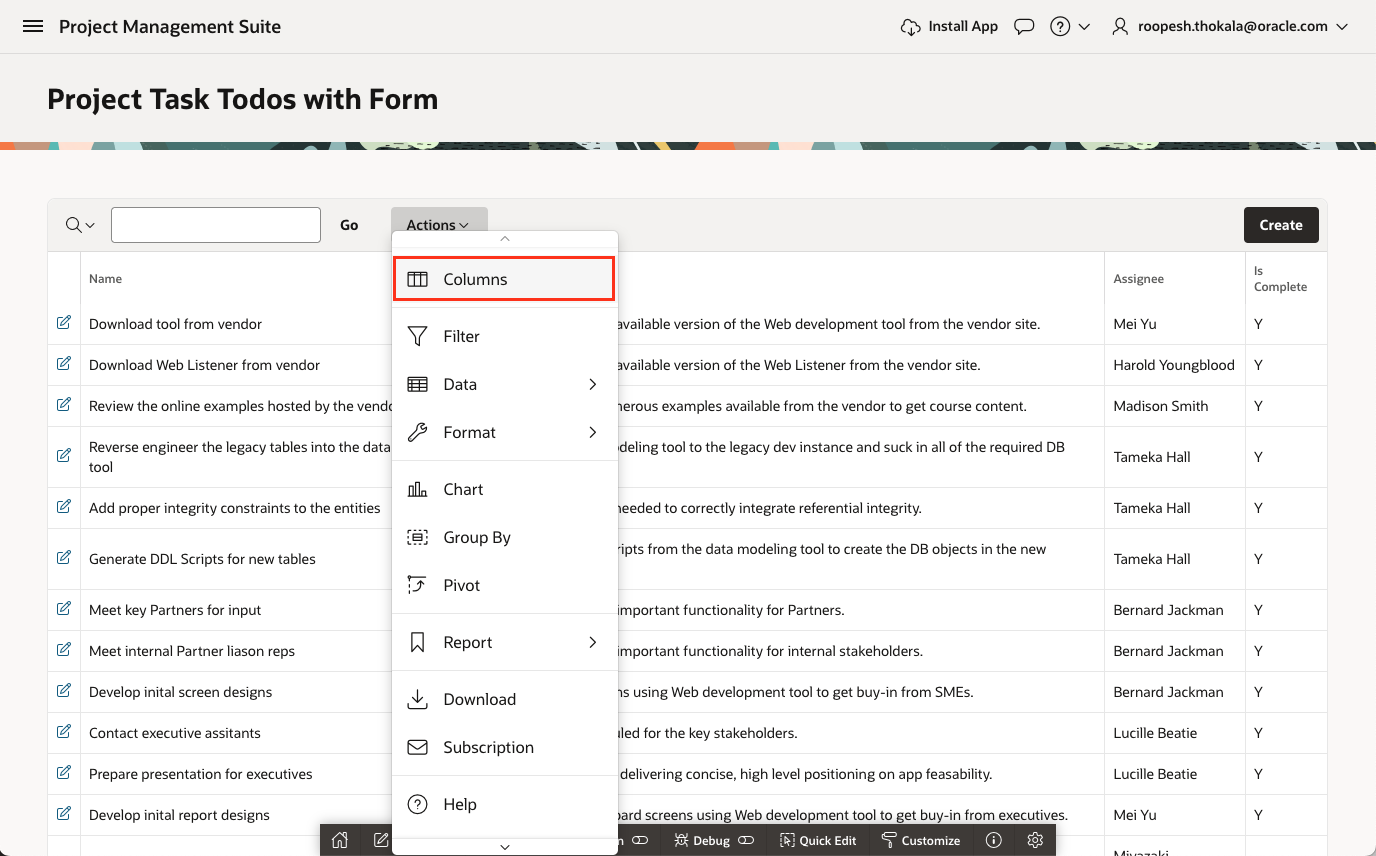 Project Management Suite
Install App
roopesh.thokala@oracle.com
Project Task Todos with Form
Go
Actions
Create
Name
Assignee
Is
Complete
Columns
Filter
Data
Format
Chart
Group By
Pivot
Report
Download
Subscription
Help
Download tool from vendor
available version of the Web development tool from the vendor site.
Mei Yu
Y
Download Web Listener from vendor
available version of the Web Listener from the vendor site.
Harold Youngblood
Y
Review the online examples hosted by the
examples available from the vendor to get course content.
Madison Smith
Y
Reverse engineer the legacy tables into the data
tool
tool to the legacy dev instance and suck in all of the required DB
Tameka Hall
Y
Add proper integrity constraints to the entities
needed to correctly integrate referential integrity.
Tameka Hall
Y
Generate DDL Scripts for new tables
from the data modeling tool to create the DB objects in the new
Tameka Hall
Y
Meet key Partners for input
important functionality for Partners.
Bernard Jackman
Y
Meet internal Partner liason reps
important functionality for internal stakeholders.
Bernard Jackman
Y
Develop inital screen designs
using Web development tool to get buy-in from SMEs.
Bernard Jackman
Y
Contact executive assitants
for the key stakeholders.
Lucille Beatie
Y
Prepare presentation for executives
delivering concise, high level positioning on app feasability.
Lucille Beatie
Y
Develop inital report designs
screens using Web development tool to get buy-in from executives.
Mei Yu
Y
Debug
Quick Edit
Customize